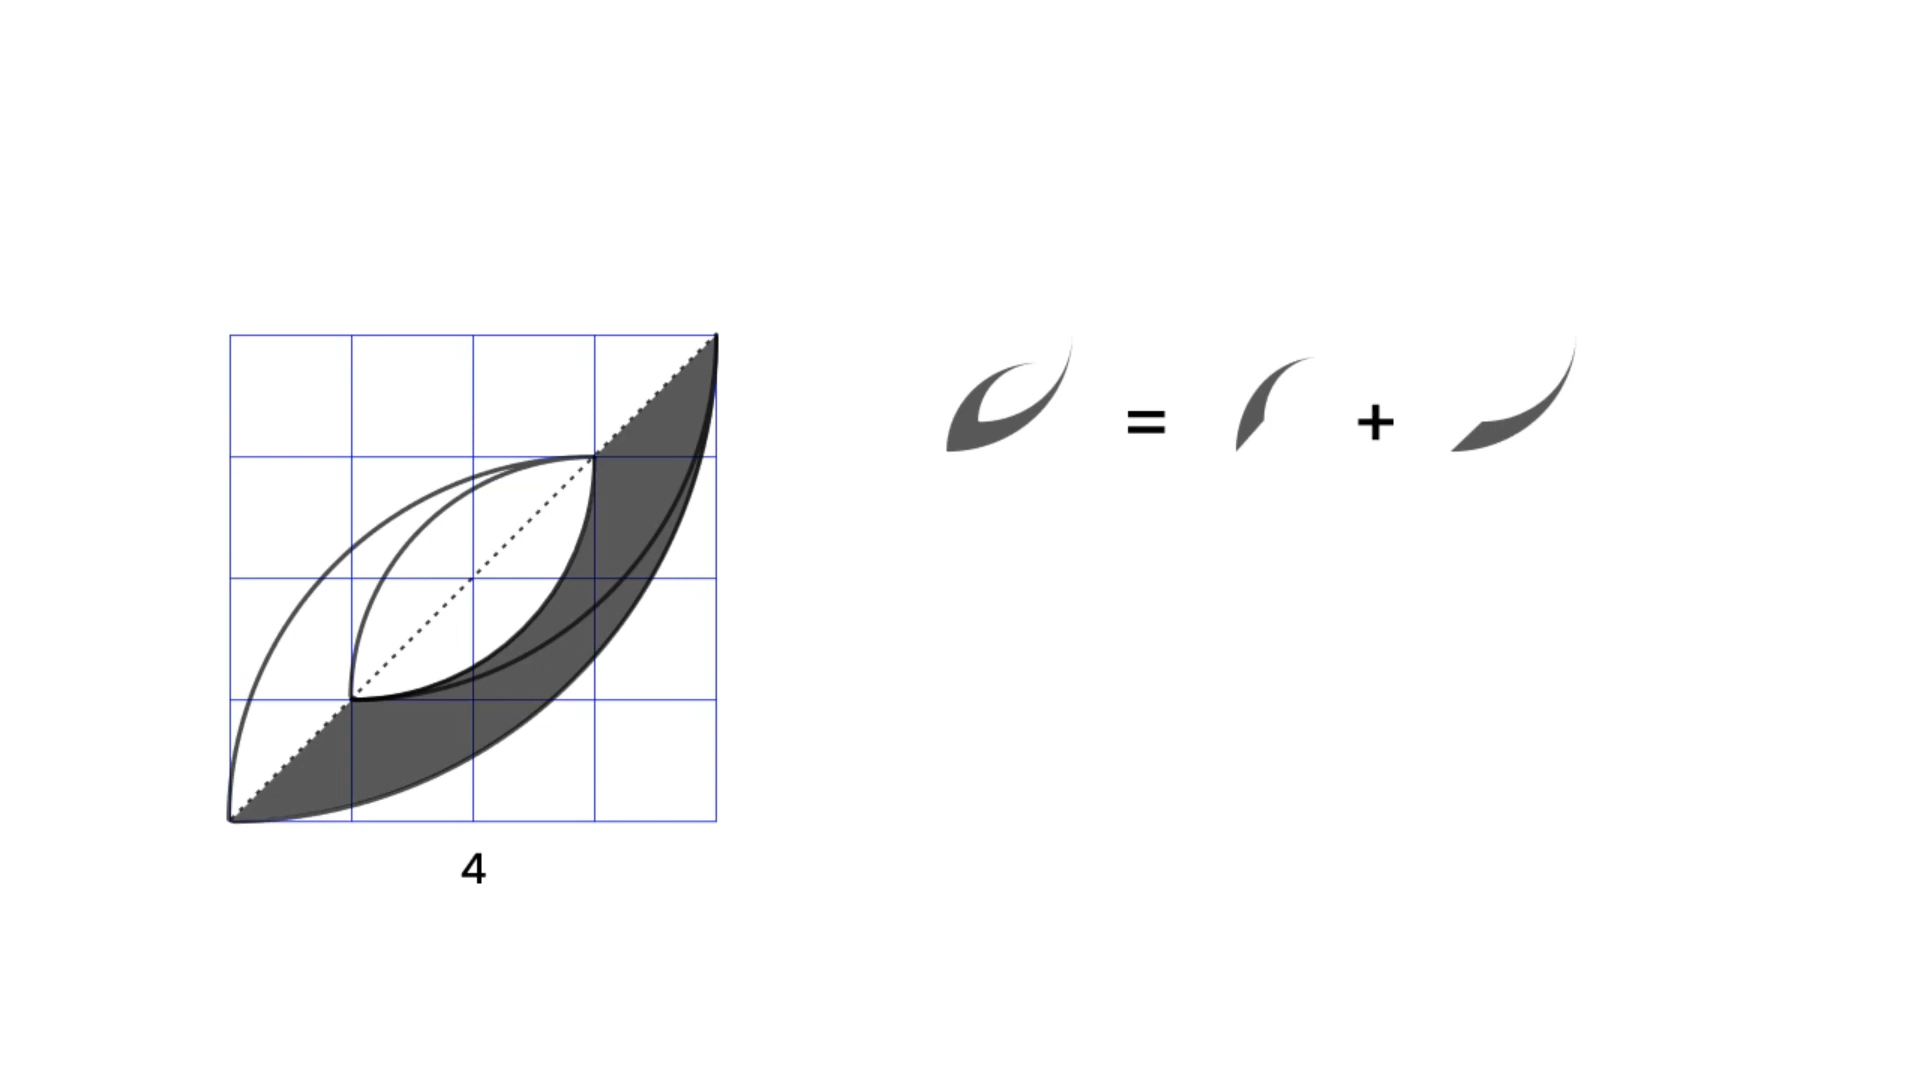 = +
4